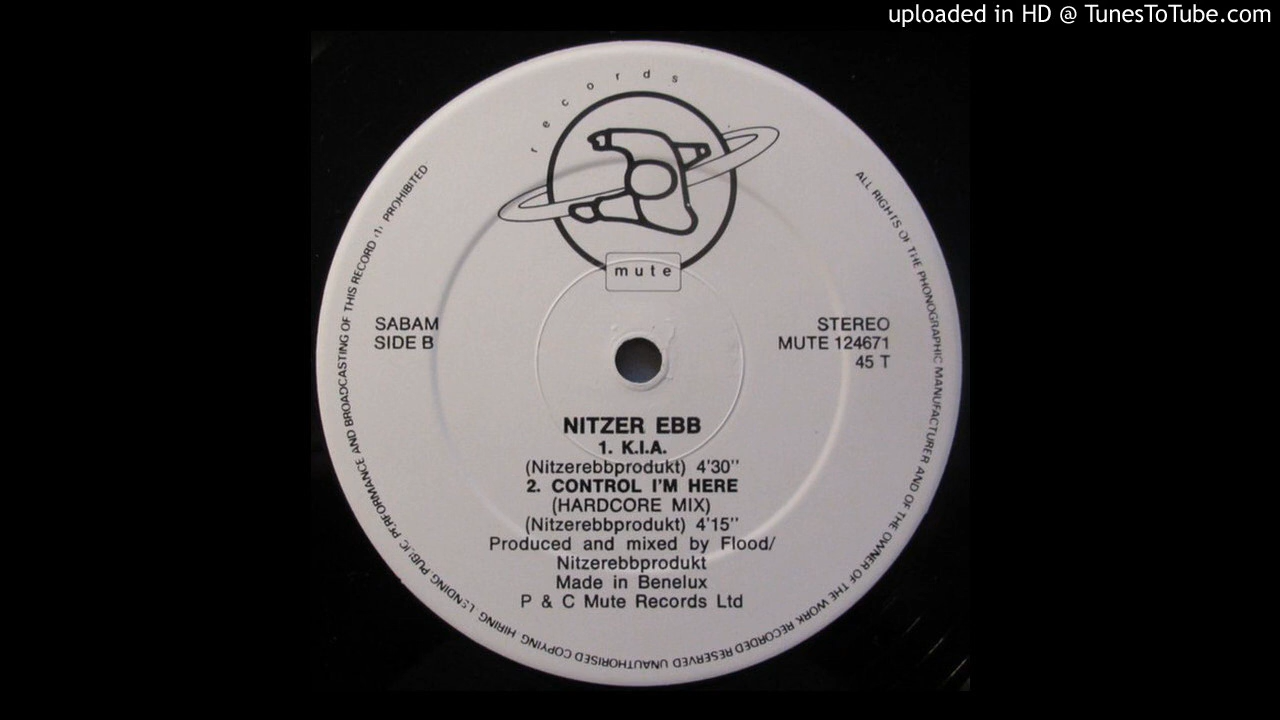 uploaded in HD @ TunesToTube.com
records
mute
SABAM
SIDE B
STEREO
MUTE 124671
45 T
NITZER EBB
1. K.I.A.
(Nitzerebbprodukt) 4'30"
2. CONTROL I'M HERE
(HARDCORE MIX)
(Nitzerebbprodukt) 4'15"
Produced and mixed by Flood/
Nitzerebbprodukt
Made in Benelux
P & C Mute Records Ltd
ALL RIGHTS OF THE PHONOGRAPHIC MANUFACTURER AND OF THE OWNER OF THE WORK RECORDED RESERVED UNAUTHORISED COPYING HIRING LENDING PUBLIC PERFORMANCE AND BROADCASTING OF THIS RECORD (1) PROHIBITED